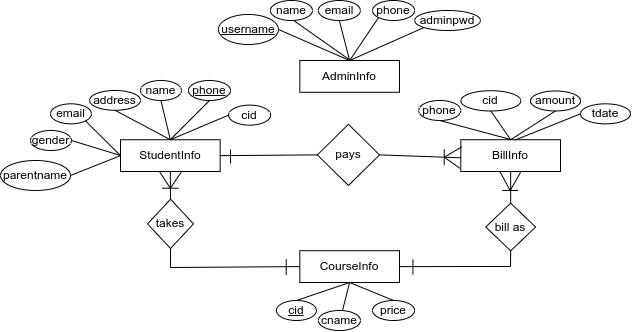 name
email
phone
username
adminpwd
AdminInfo
address
name
phone
email
cid
gender
parentname
StudentInfo
pays
phone
cid
amount
tdate
BillInfo
takes
bill as
CourseInfo
cid
cname
price